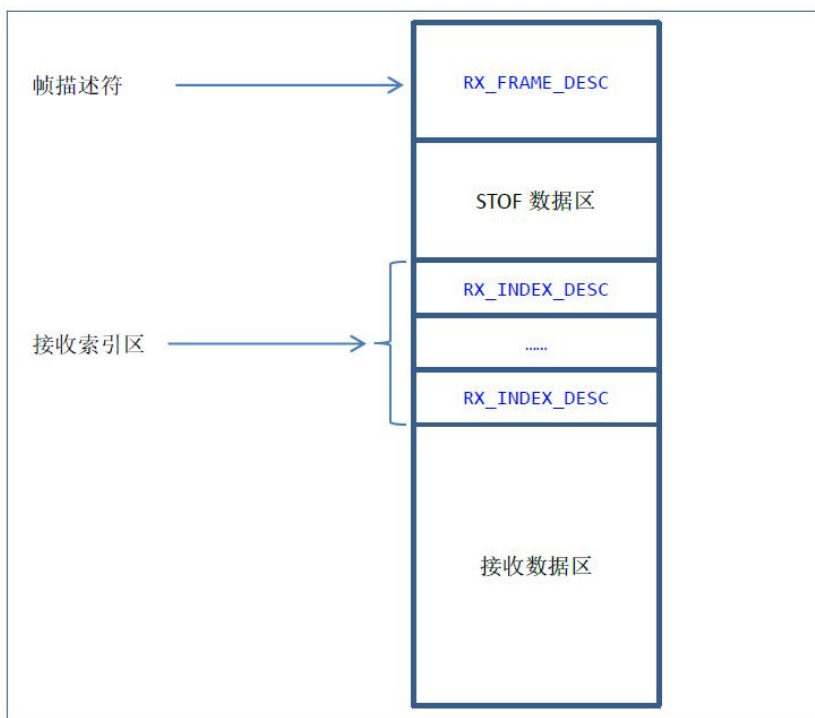 帧描述符
RX_FRAME_DESC
STOF 数据区
RX_INDEX_DESC
接收索引区
……
RX_INDEX_DESC
接收数据区